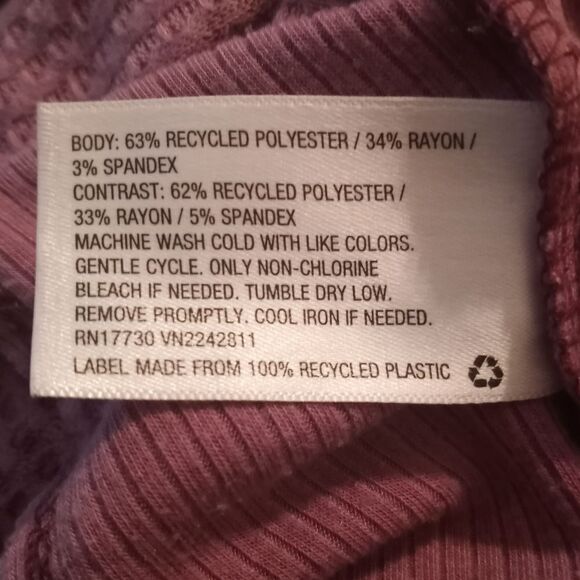 BODY: 63% RECYCLED POLYESTER / 34% RAYON /
3% SPANDEX
CONTRAST: 62% RECYCLED POLYESTER /
33% RAYON / 5% SPANDEX
MACHINE WASH COLD WITH LIKE COLORS.
GENTLE CYCLE. ONLY NON-CHLORINE
BLEACH IF NEEDED. TUMBLE DRY LOW.
REMOVE PROMPTLY. COOL IRON IF NEEDED.
RN17730 VN2242811
LABEL MADE FROM 100% RECYCLED PLASTIC